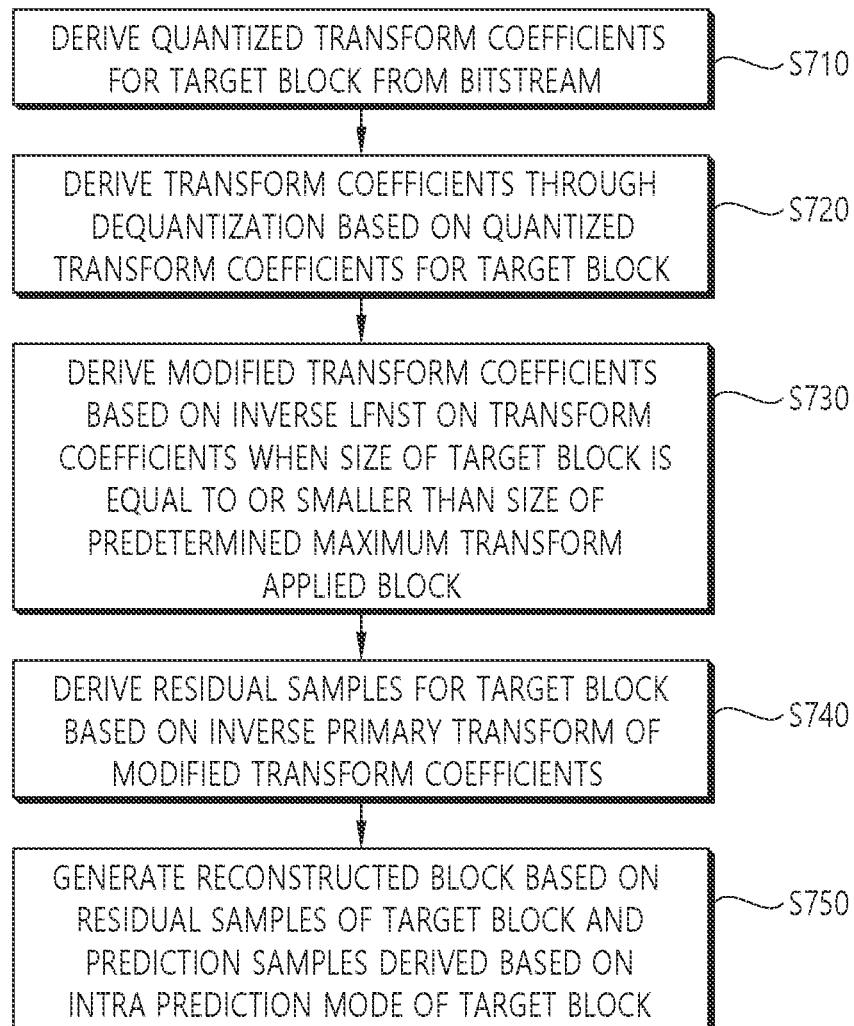 DERIVE QUANTIZED TRANSFORM COEFFICIENTS
FOR TARGET BLOCK FROM BITSTREAM
S710
DERIVE TRANSFORM COEFFICIENTS THROUGH
DEQUANTIZATION BASED ON QUANTIZED
TRANSFORM COEFFICIENTS FOR TARGET BLOCK
S720
DERIVE MODIFIED TRANSFORM COEFFICIENTS
BASED ON INVERSE LFNST ON TRANSFORM
COEFFICIENTS WHEN SIZE OF TARGET BLOCK IS
EQUAL TO OR SMALLER THAN SIZE OF
PREDETERMINED MAXIMUM TRANSFORM
APPLIED BLOCK
S730
DERIVE RESIDUAL SAMPLES FOR TARGET BLOCK
BASED ON INVERSE PRIMARY TRANSFORM OF
MODIFIED TRANSFORM COEFFICIENTS
S740
GENERATE RECONSTRUCTED BLOCK BASED ON
RESIDUAL SAMPLES OF TARGET BLOCK AND
PREDICTION SAMPLES DERIVED BASED ON
INTRA PREDICTION MODE OF TARGET BLOCK
S750